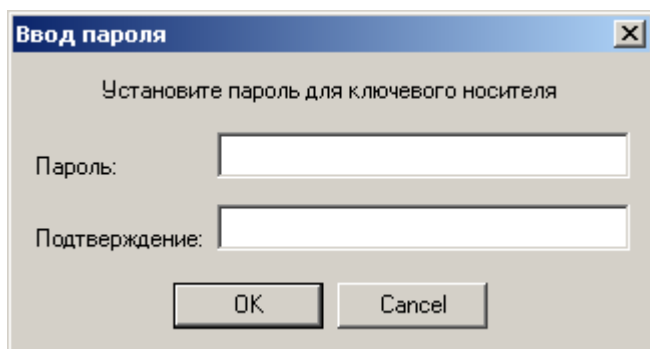 Ввод пароля
Установите пароль для ключевого носителя
Пароль:
Подтверждение:
OK Cancel